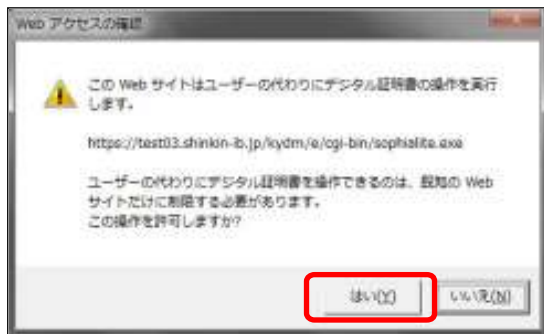 Web アクセスの確認
この Web サイトはユーザーの代わりにデジタル証明書の操作を実行
します。
https://test03.shinkin-ib.jp/kydm/e/cgi-bin/sophialite.exe
ユーザーの代わりにデジタル証明書を操作できるのは、既知の Web
サイトだけに制限する必要があります。
この操作を許可しますか?
はい(Y)
いいえ(N)